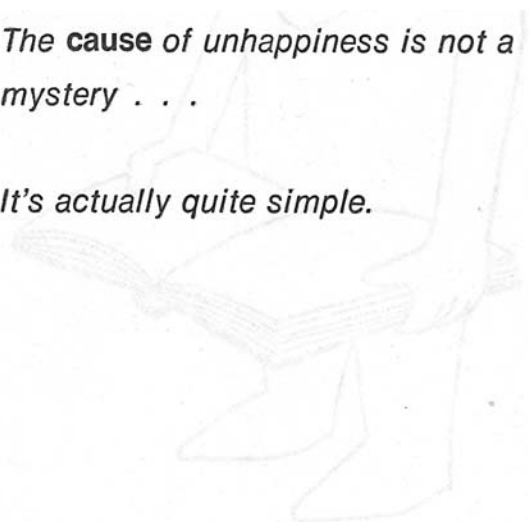 The cause of unhappiness is not a
mystery . . .
It's actually quite simple.